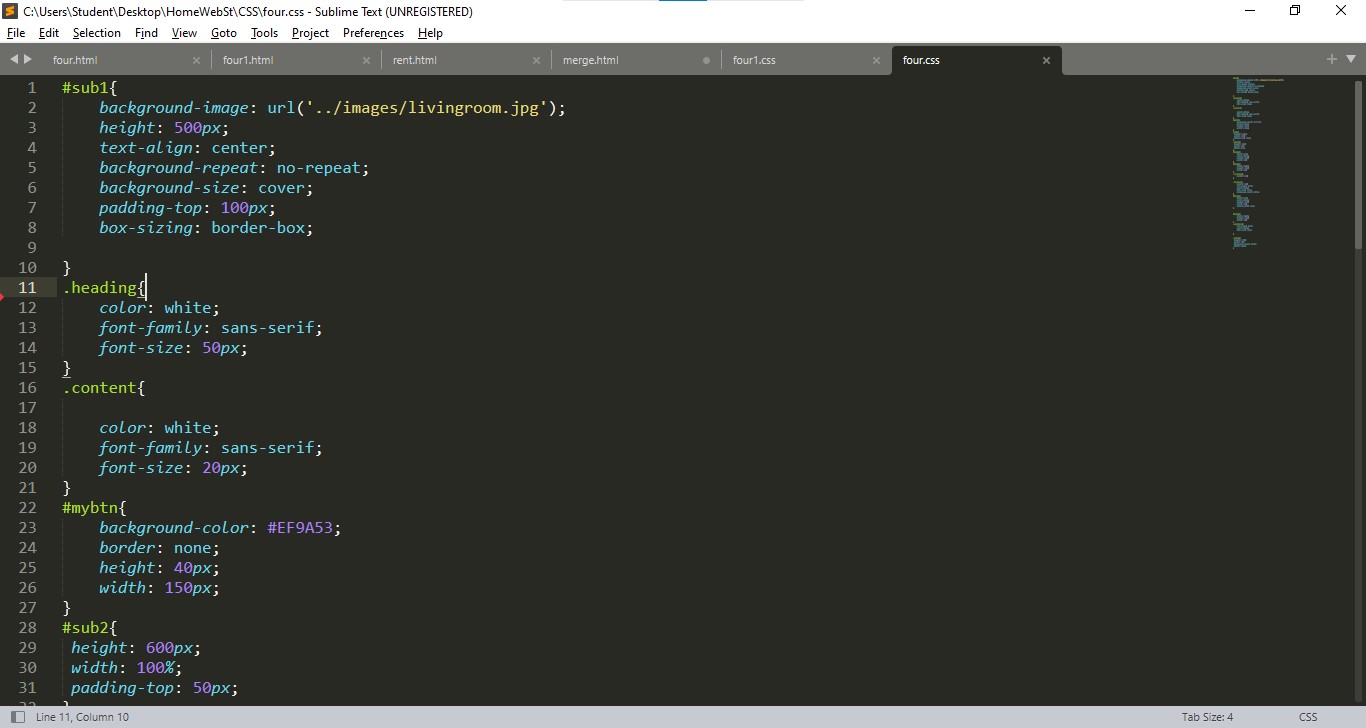 C:\Users\Student\Desktop\HomeWebSt\CSS\four.css - Sublime Text (UNREGISTERED)
File Edit Selection Find View Goto Tools Project Preferences Help
four.html four1.html rent.html merge.html four1.css four.css
1 #sub1{
2 background-image: url('../images/livingroom.jpg');
3 height: 500px;
4 text-align: center;
5 background-repeat: no-repeat;
6 background-size: cover;
7 padding-top: 100px;
8 box-sizing: border-box;
9
10 }
11 .heading{
12 color: white;
13 font-family: sans-serif;
14 font-size: 50px;
15 }
16 .content{
17
18 color: white;
19 font-family: sans-serif;
20 font-size: 20px;
21 }
22 #mybtn{
23 background-color: #EF9A53;
24 border: none;
25 height: 40px;
26 width: 150px;
27 }
28 #sub2{
29 height: 600px;
30 width: 100%;
31 padding-top: 50px;
Line 11, Column 10 Tab Size: 4 CSS